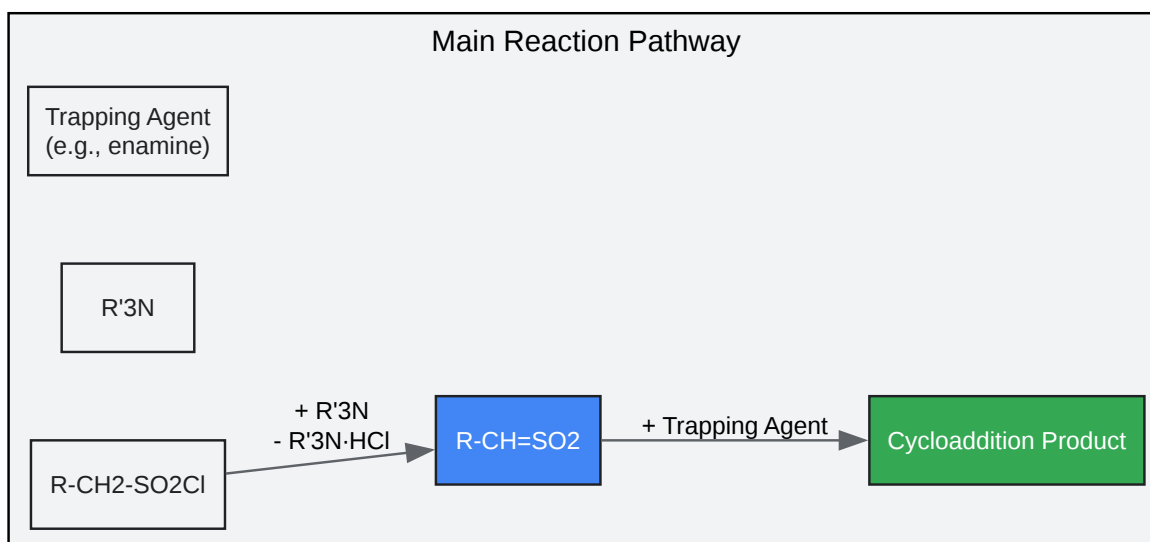 Main Reaction Pathway
Trapping Agent
(e.g., enamine)
R'3N
R-CH2-SO2Cl
+ R'3N
- R'3N·HCl
R-CH=SO2
+ Trapping Agent
Cycloaddition Product